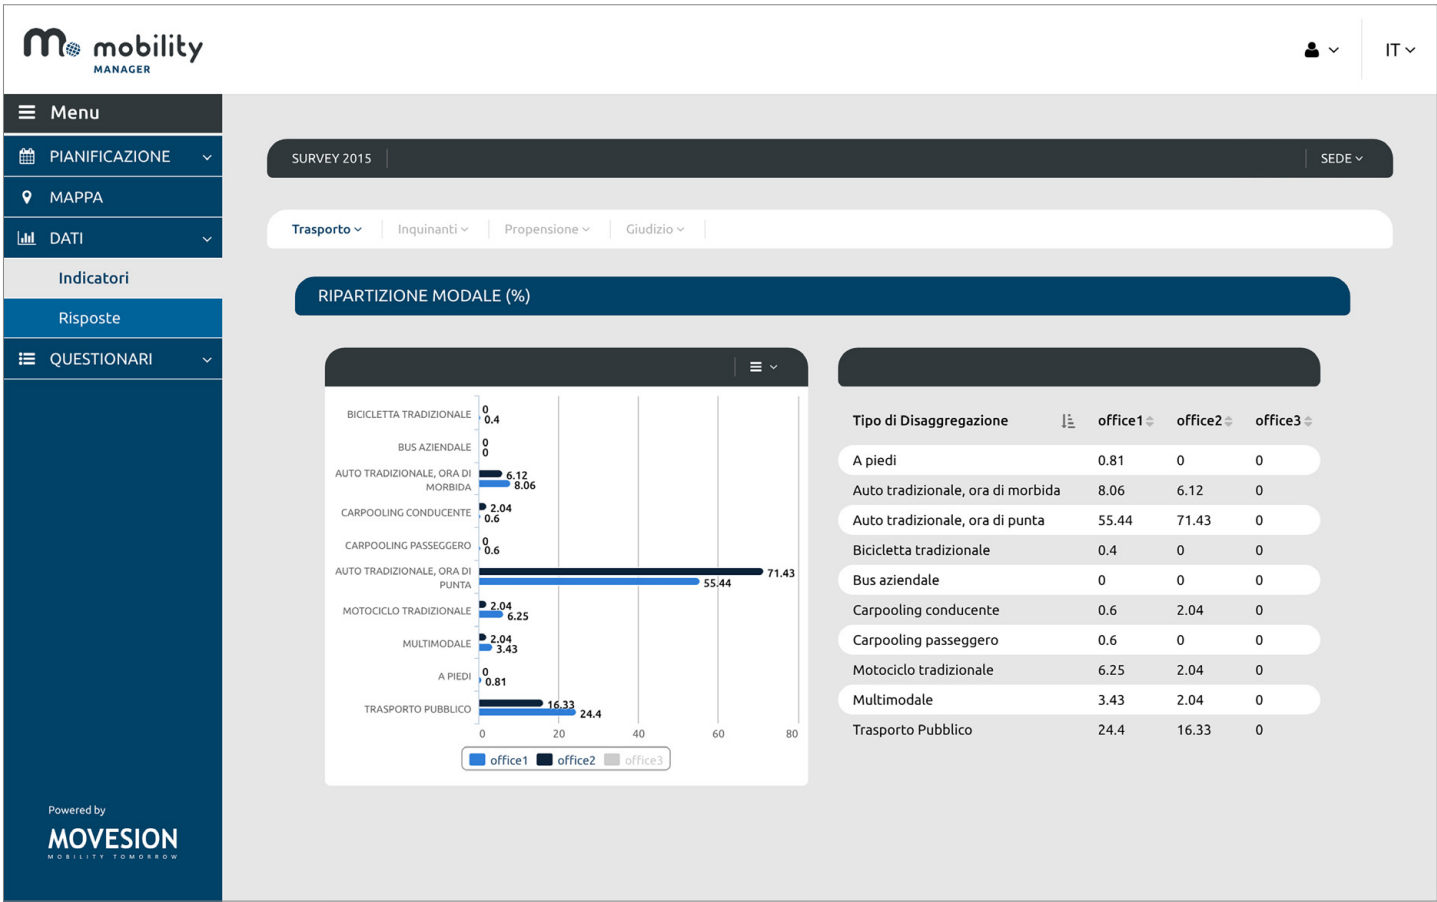 mobility
MANAGER
IT
Menu
PIANIFICAZIONE
MAPPA
DATI
Indicatori
Risposte
QUESTIONARI
Powered by
MOVESION
MOBILITY TOMORROW
SURVEY 2015
SEDE
Trasporto Inquinanti Propensione Giudizio
RIPARTIZIONE MODALE (%)
BICICLETTA TRADIZIONALE 0
0.4
BUS AZIENDALE 0
0
AUTO TRADIZIONALE, ORA DI 6.12
MORBIDA 8.06
CARPOOLING CONDUCENTE 2.04
0.6
CARPOOLING PASSEGGERO 0
0.6
AUTO TRADIZIONALE, ORA DI 71.43
PUNTA 55.44
MOTOCICLO TRADIZIONALE 2.04
6.25
MULTIMODALE 2.04
3.43
A PIEDI 0
0.81
TRASPORTO PUBBLICO 16.33
24.4
0 20 40 60 80
office1 office2 office3
Tipo di Disaggregazione office1 office2 office3
A piedi 0.81 0 0
Auto tradizionale, ora di morbida 8.06 6.12 0
Auto tradizionale, ora di punta 55.44 71.43 0
Bicicletta tradizionale 0.4 0 0
Bus aziendale 0 0 0
Carpooling conducente 0.6 2.04 0
Carpooling passeggero 0.6 0 0
Motociclo tradizionale 6.25 2.04 0
Multimodale 3.43 2.04 0
Trasporto Pubblico 24.4 16.33 0